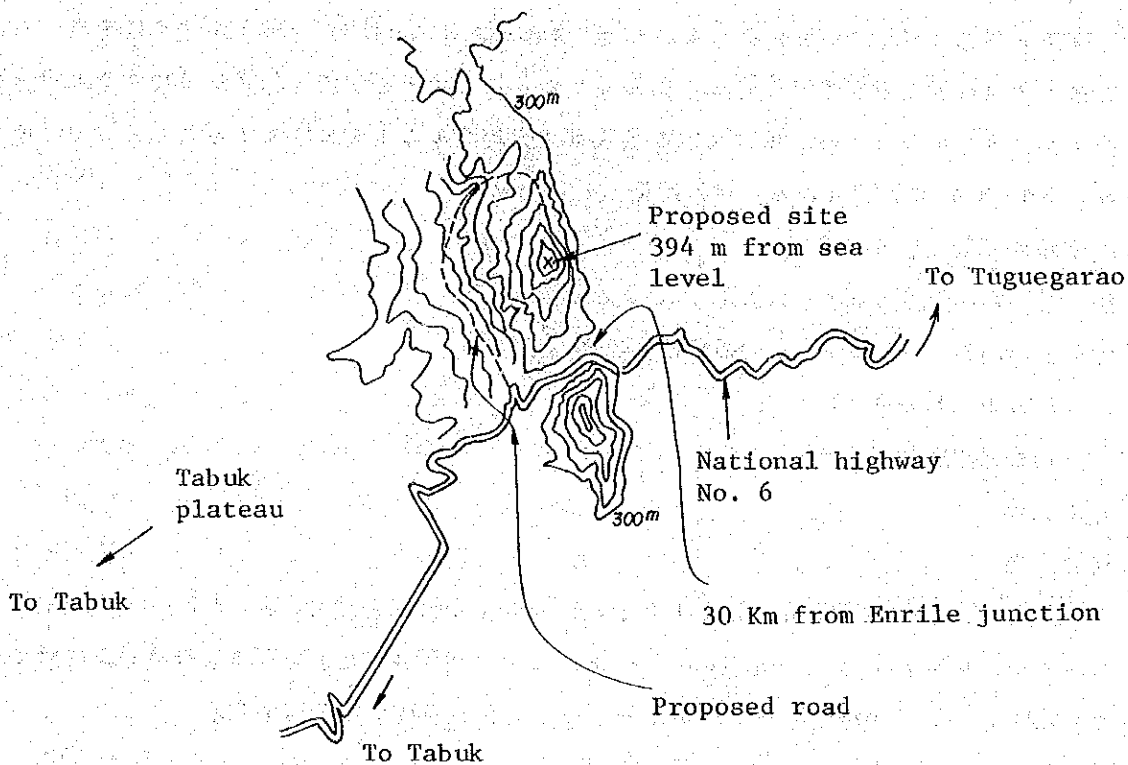 300m
Proposed site
394 m from sea
level
To Tuguegarao
National highway
No. 6
Tabuk
plateau
300m
To Tabuk
30 Km from Enrile junction
Proposed road
To Tabuk